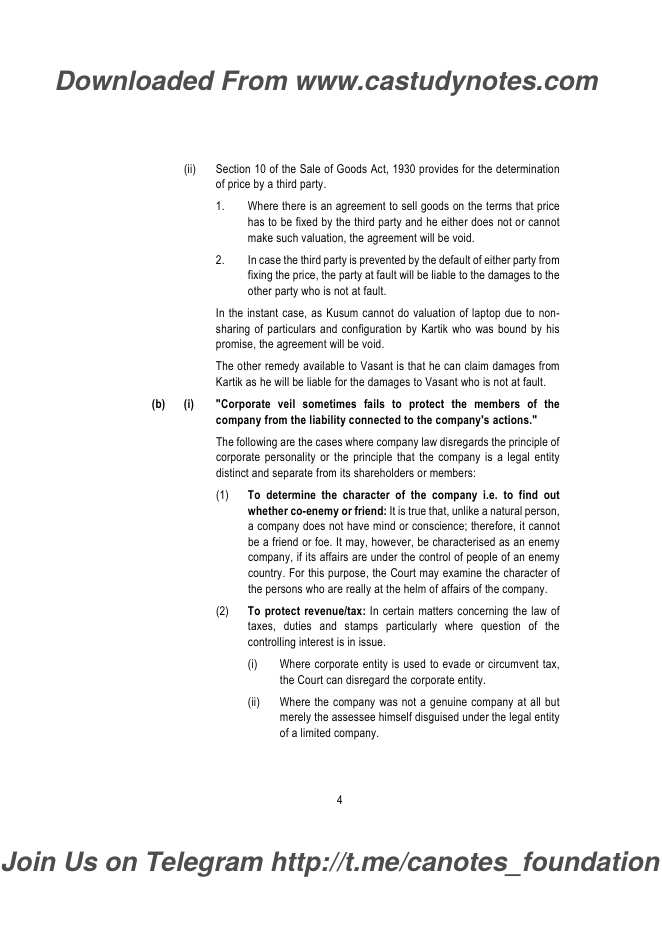 Downloaded From www.castudynotes.com
(ii) Section 10 of the Sale of Goods Act, 1930 provides for the determination
of price by a third party.
1. Where there is an agreement to sell goods on the terms that price
has to be fixed by the third party and he either does not or cannot
make such valuation, the agreement will be void.
2. In case the third party is prevented by the default of either party from
fixing the price, the party at fault will be liable to the damages to the
other party who is not at fault.
In the instant case, as Kusum cannot do valuation of laptop due to non-
sharing of particulars and configuration by Kartik who was bound by his
promise, the agreement will be void.
The other remedy available to Vasant is that he can claim damages from
Kartik as he will be liable for the damages to Vasant who is not at fault.
(b) (i) "Corporate veil sometimes fails to protect the members of the
company from the liability connected to the company's actions."
The following are the cases where company law disregards the principle of
corporate personality or the principle that the company is a legal entity
distinct and separate from its shareholders or members:
(1) To determine the character of the company i.e. to find out
whether co-enemy or friend: It is true that, unlike a natural person,
a company does not have mind or conscience; therefore, it cannot
be a friend or foe. It may, however, be characterised as an enemy
company, if its affairs are under the control of people of an enemy
country. For this purpose, the Court may examine the character of
the persons who are really at the helm of affairs of the company.
(2) To protect revenue/tax: In certain matters concerning the law of
taxes, duties and stamps particularly where question of the
controlling interest is in issue.
(i) Where corporate entity is used to evade or circumvent tax,
the Court can disregard the corporate entity.
(ii) Where the company was not a genuine company at all but
merely the assessee himself disguised under the legal entity
of a limited company.
4
Join Us on Telegram http://t.me/canotes_foundation